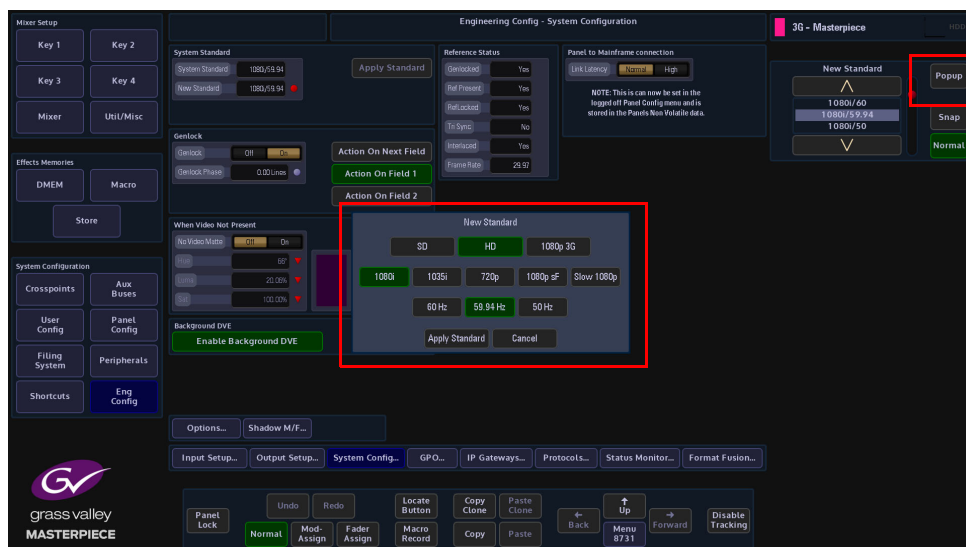 Mixer Setup
Key 1 Key 2
Key 3 Key 4
Mixer Util/Misc
Effects Memories
DMEM Macro
Store
System Configuration
Crosspoints Aux Buses
User Config Panel Config
Filing System Peripherals
Shortcuts Eng Config
grass valley
MASTERPIECE
Engineering Config - System Configuration
System Standard
System Standard 1080i/59.94 Apply Standard
New Standard 1080i/59.94
Genlock
Genlock Off On Action On Next Field
Genlock Phase 0.00 Lines Action On Field 1
Action On Field 2
When Video Not Present
No Video Matte Off On
Hue 66°
Luma 20.06%
Sat 100.00%
Background DVE
Enable Background DVE
Reference Status
Genlocked Yes
Ref Present Yes
RefLocked Yes
Tri Sync No
Interlaced Yes
Frame Rate 29.97
Panel to Mainframe connection
Link Latency Normal High
NOTE: This is can now be set in the
logged off Panel Config menu and is
stored in the Panels Non Volatile data.
New Standard
SD HD 1080p 3G
1080i 1035i 720p 1080p sF Slow 1080p
60 Hz 59.94 Hz 50 Hz
Apply Standard Cancel
3G - Masterpiece HDD
New Standard
1080i/60
1080i/59.94
1080i/50
Popup
Snap
Normal
Options... Shadow M/F...
Input Setup... Output Setup... System Config... GPO... IP Gateways... Protocols... Status Monitor... Format Fusion...
Panel Lock
Undo Redo
Normal Mod-Assign Fader Assign
Locate Button
Macro Record
Copy Clone Paste Clone
Copy Paste
Up
Back Menu 8731 Forward
Disable Tracking